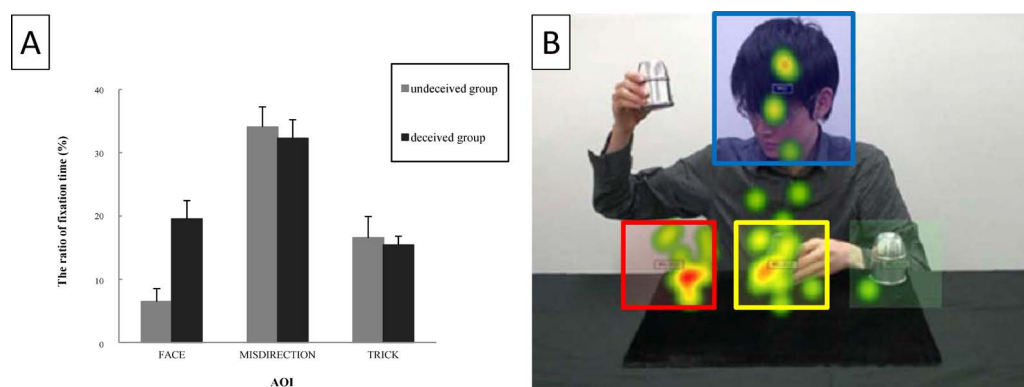 A
undeceived group
deceived group
The ratio of fixation time (%)
40
30
20
10
0
FACE
MISDIRECTION
TRICK
AOI
B